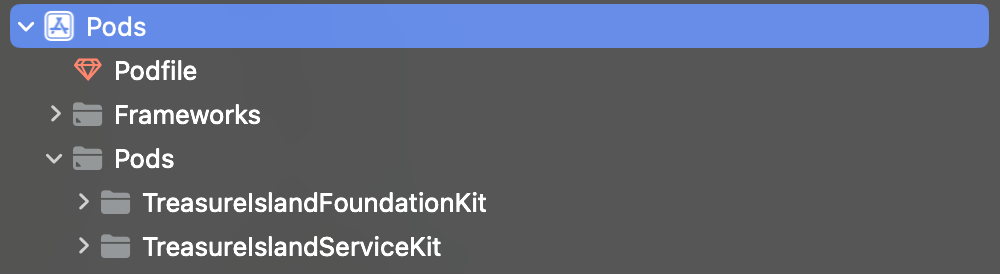 Pods
Podfile
Frameworks
Pods
TreasureIslandFoundationKit
TreasureIslandServiceKit